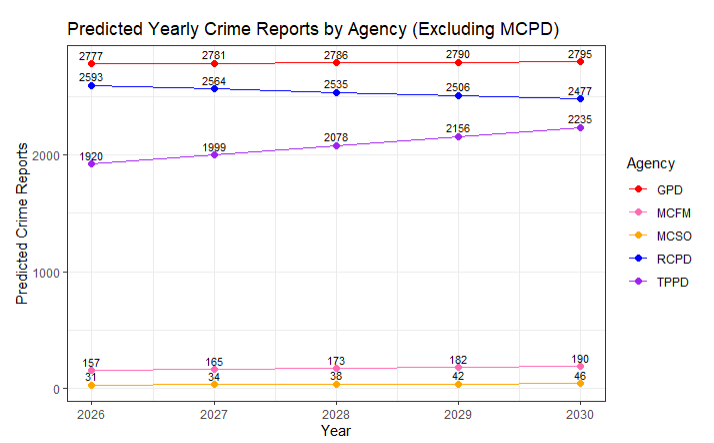 Predicted Yearly Crime Reports by Agency (Excluding MCPD)
2777 2781 2786 2790 2795
2593 2564 2535 2506 2477
1920 1999 2078 2156 2235
157 165 173 182 190
31 34 38 42 46
Predicted Crime Reports
2000
1000
0
2026 2027 2028 2029 2030
Year
Agency
GPD
MCFM
MCSO
RCPD
TPPD